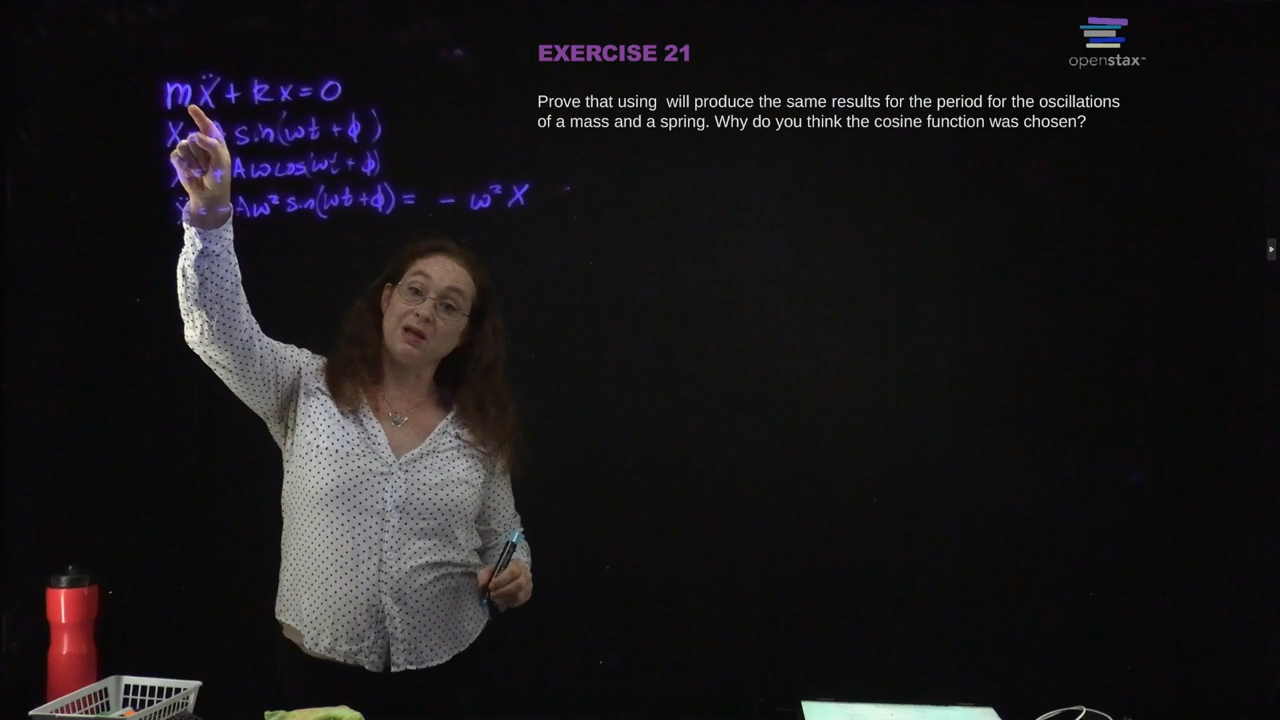 EXERCISE 21
openstax™
Prove that using will produce the same results for the period for the oscillations
of a mass and a spring. Why do you think the cosine function was chosen?
mẍ + kx = 0
x sin(ωt + φ)
+ Aω cos(ωt + φ)
ẍ = - Aω² sin(ωt + φ) = - ω² x